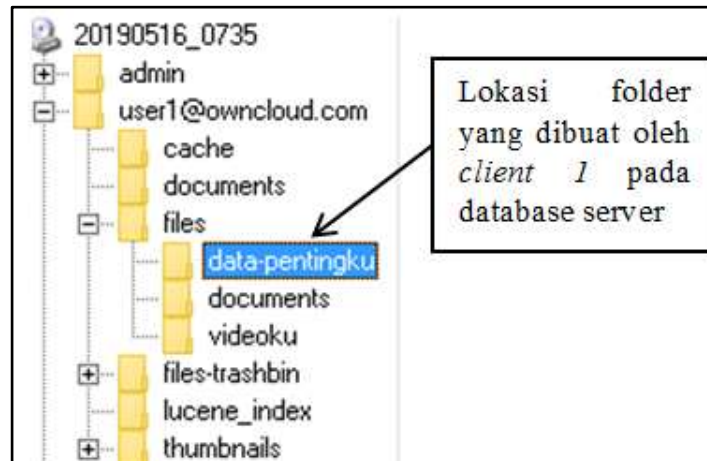 20190516_0735
admin
user1@owncloud.com
cache
documents
files
data-pentingku
documents
videoku
files-trashbin
lucene_index
thumbnails
Lokasi folder
yang dibuat oleh
client 1 pada
database server